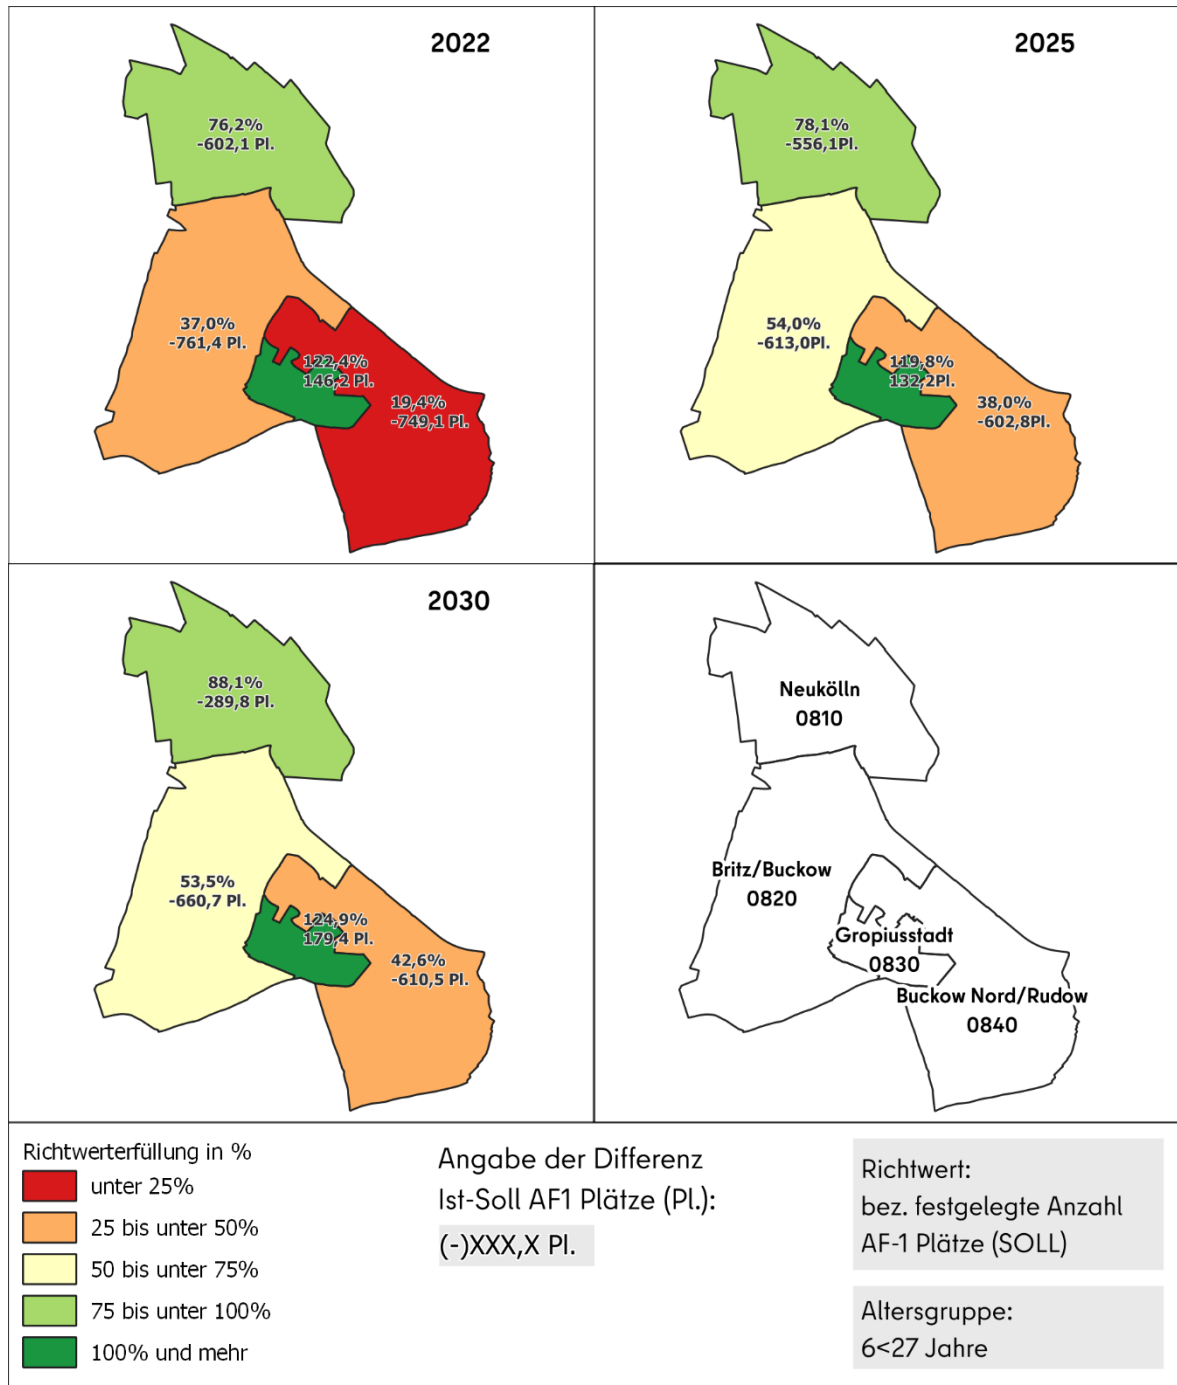 2022
76,2%
-602,1 Pl.
37,0%
-761,4 Pl.
122,4%
146,2 Pl.
19,4%
-749,1 Pl.
2025
78,1%
-556,1Pl.
54,0%
-613,0Pl.
119,8%
132,2Pl.
38,0%
-602,8Pl.
2030
88,1%
-289,8 Pl.
53,5%
-660,7 Pl.
124,9%
179,4 Pl.
42,6%
-610,5 Pl.
Neukölln
0810
Britz/Buckow
0820
Gropiusstadt
0830
Buckow Nord/Rudow
0840
Richtwerterfüllung in %
unter 25%
25 bis unter 50%
50 bis unter 75%
75 bis unter 100%
100% und mehr
Angabe der Differenz
Ist-Soll AF1 Plätze (Pl.):
(-)XXX,X Pl.
Richtwert:
bez. festgelegte Anzahl
AF-1 Plätze (SOLL)
Altersgruppe:
6<27 Jahre